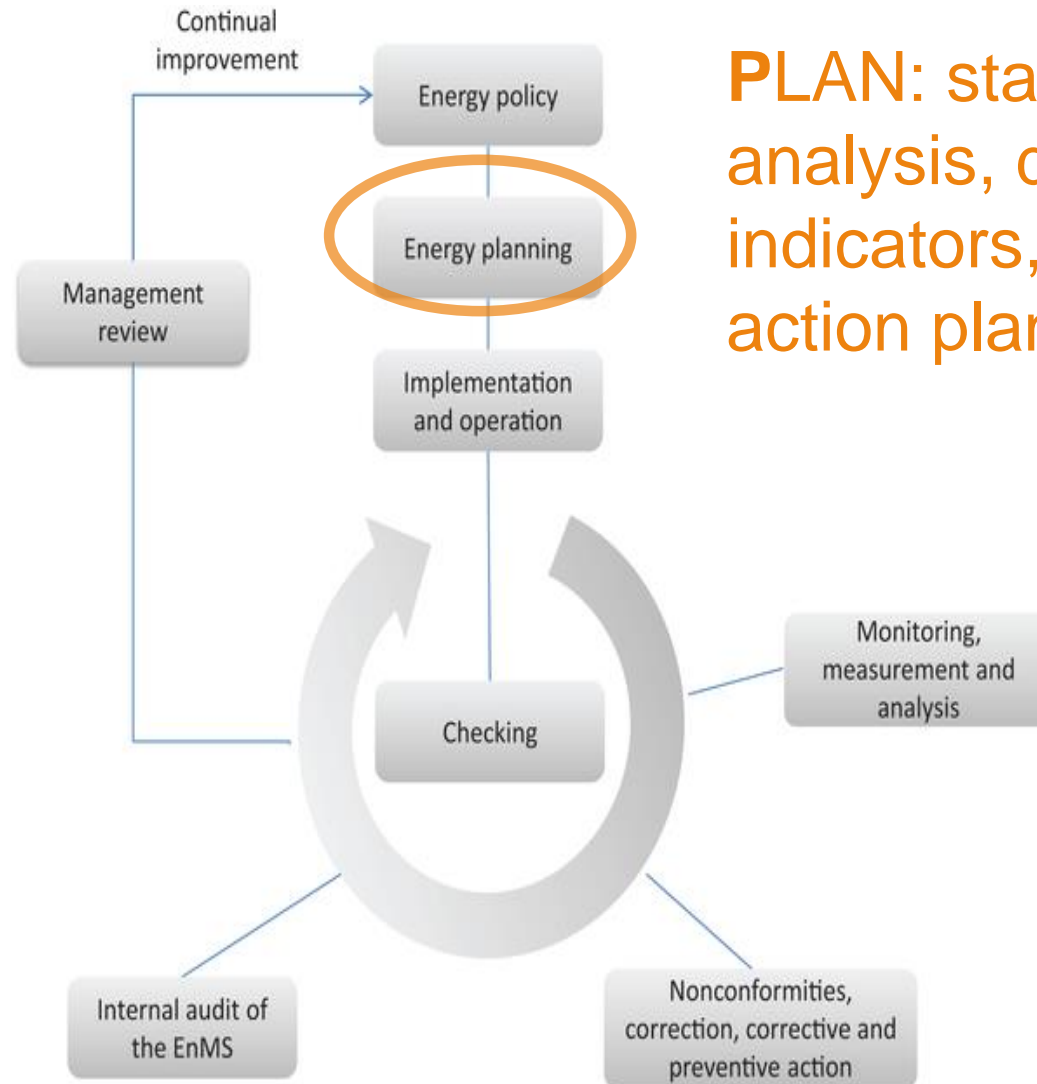 Continual
improvement
Energy policy
PLAN: sta
analysis,
indicators,
action plan
Energy planning
Management
review
Implementation
and operation
Monitoring,
measurement and
analysis
Checking
Internal audit of
the EnMS
Nonconformities,
correction, corrective and
preventive action